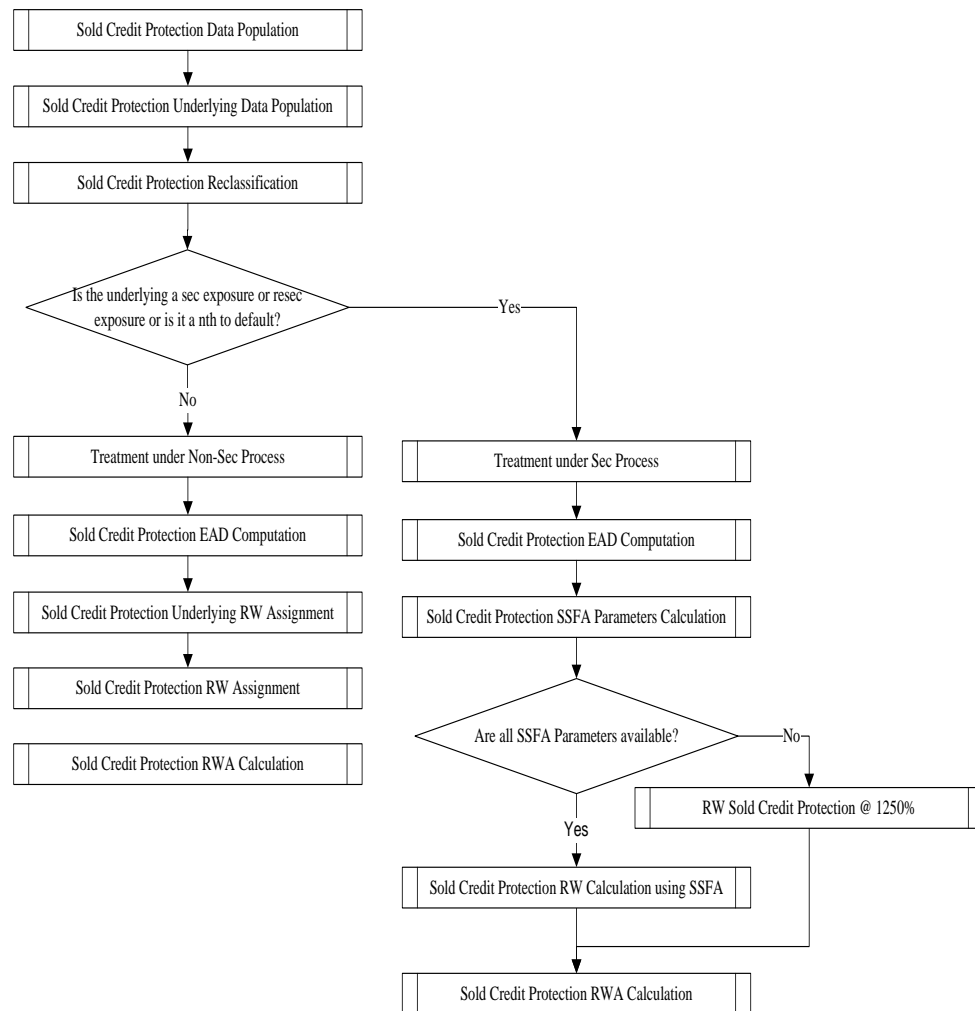 Sold Credit Protection Data Population
Sold Credit Protection Underlying Data Population
Sold Credit Protection Reclassification
Is the underlying a sec exposure or resec
exposure or is it a nth to default?
Yes
No
Treatment under Non-Sec Process
Sold Credit Protection EAD Computation
Sold Credit Protection Underlying RW Assignment
Sold Credit Protection RW Assignment
Sold Credit Protection RWA Calculation
Treatment under Sec Process
Sold Credit Protection EAD Computation
Sold Credit Protection SSFA Parameters Calculation
Are all SSFA Parameters available?
No
RW Sold Credit Protection @ 1250%
Yes
Sold Credit Protection RW Calculation using SSFA
Sold Credit Protection RWA Calculation